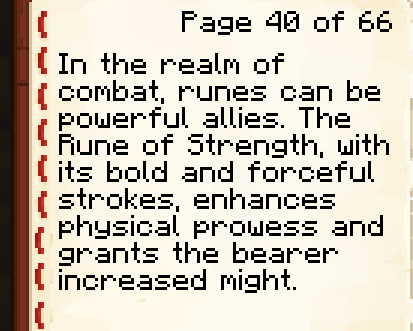 Page 40 of 66
In the realm of
combat, runes can be
powerful allies. The
Rune of Strength, with
its bold and forceful
strokes, enhances
physical prowess and
grants the bearer
increased might.